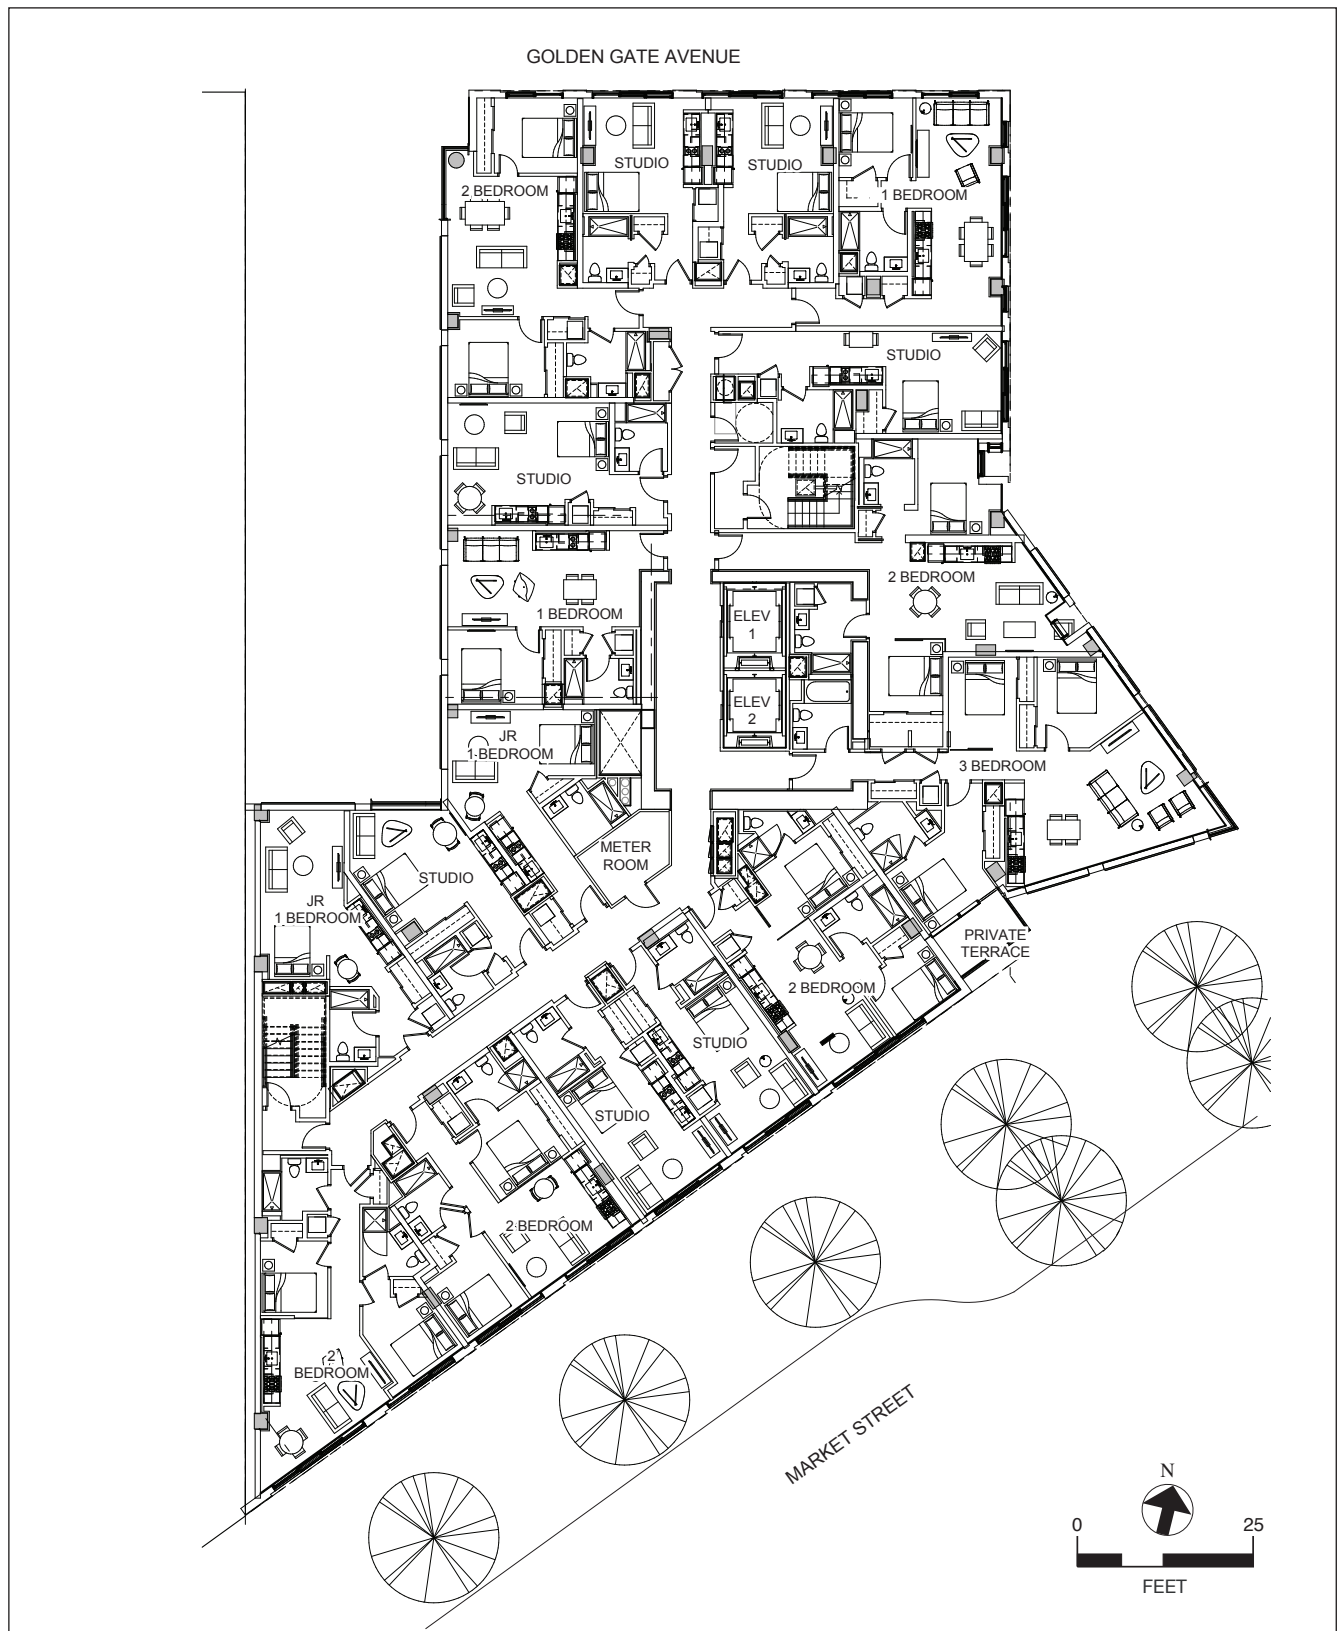 GOLDEN GATE AVENUE
STUDIO
STUDIO
2 BEDROOM
1 BEDROOM
STUDIO
STUDIO
2 BEDROOM
1 BEDROOM
ELEV
1
ELEV
2
JR
1 BEDROOM
3 BEDROOM
METER
ROOM
STUDIO
JR
1 BEDROOM
PRIVATE
TERRACE
2 BEDROOM
STUDIO
STUDIO
2 BEDROOM
2
BEDROOM
MARKET STREET
N
0 25
FEET